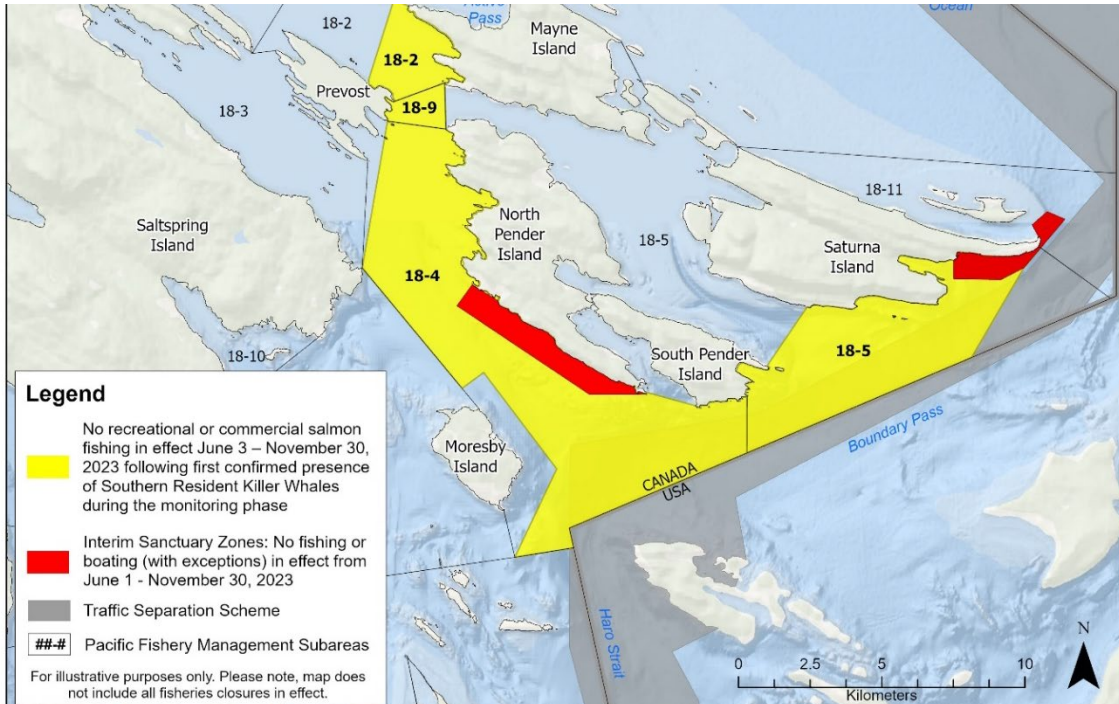 Active
Pass
Ocean
18-2
Mayne
Island
18-2
Prevost
18-9
18-3
18-11
Saltspring
Island
North
Pender
Island
18-5
Saturna
Island
18-4
18-10
South Pender
Island
18-5
Moresby
Island
Boundary Pass
CANADA
USA
Haro Strait
Legend
No recreational or commercial salmon
fishing in effect June 3 – November 30,
2023 following first confirmed presence
of Southern Resident Killer Whales
during the monitoring phase
Interim Sanctuary Zones: No fishing or
boating (with exceptions) in effect from
June 1 - November 30, 2023
Traffic Separation Scheme
##-# Pacific Fishery Management Subareas
For illustrative purposes only. Please note, map does
not include all fisheries closures in effect.
N
0 2.5 5 10
Kilometers